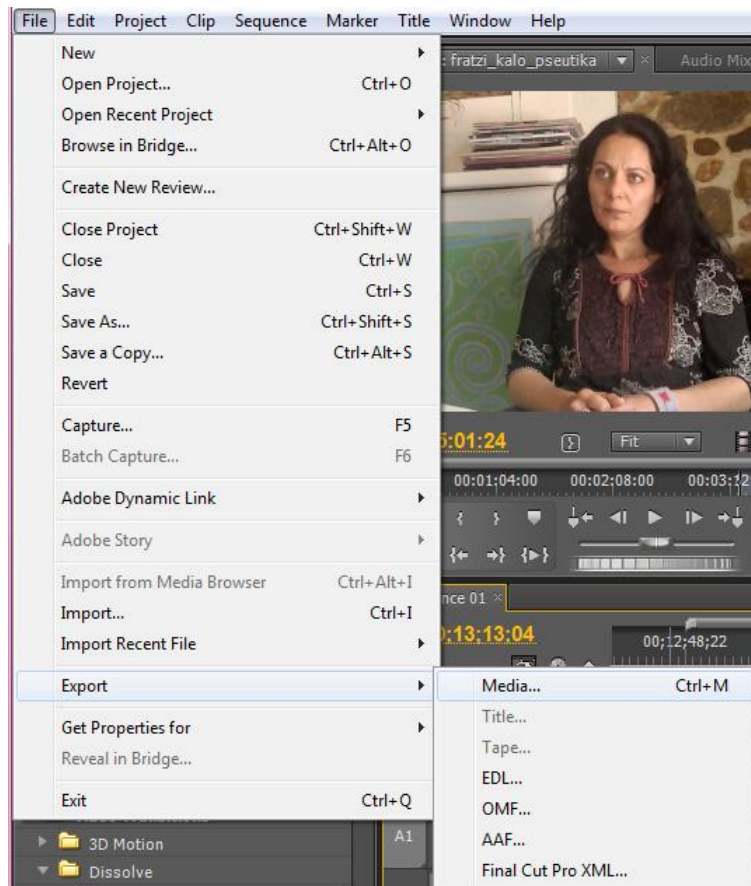 File Edit Project Clip Sequence Marker Title Window Help
New
Open Project... Ctrl+O
Open Recent Project
Browse in Bridge... Ctrl+Alt+O
Create New Review...
Close Project Ctrl+Shift+W
Close Ctrl+W
Save Ctrl+S
Save As... Ctrl+Shift+S
Save a Copy... Ctrl+Alt+S
Revert
Capture... F5
Batch Capture... F6
Adobe Dynamic Link
Adobe Story
Import from Media Browser Ctrl+Alt+I
Import... Ctrl+I
Import Recent File
Export
Get Properties for
Reveal in Bridge...
Exit Ctrl+Q
: fratzi_kalo_pseutika Audio Mix
5:01:24 Fit
00:01:04:00 00:02:08:00 00:03:12
nce 01
;13;13;04 00;12;48;22
Media... Ctrl+M
Title...
Tape...
EDL...
OMF...
AAF...
Final Cut Pro XML...
3D Motion A1
Dissolve